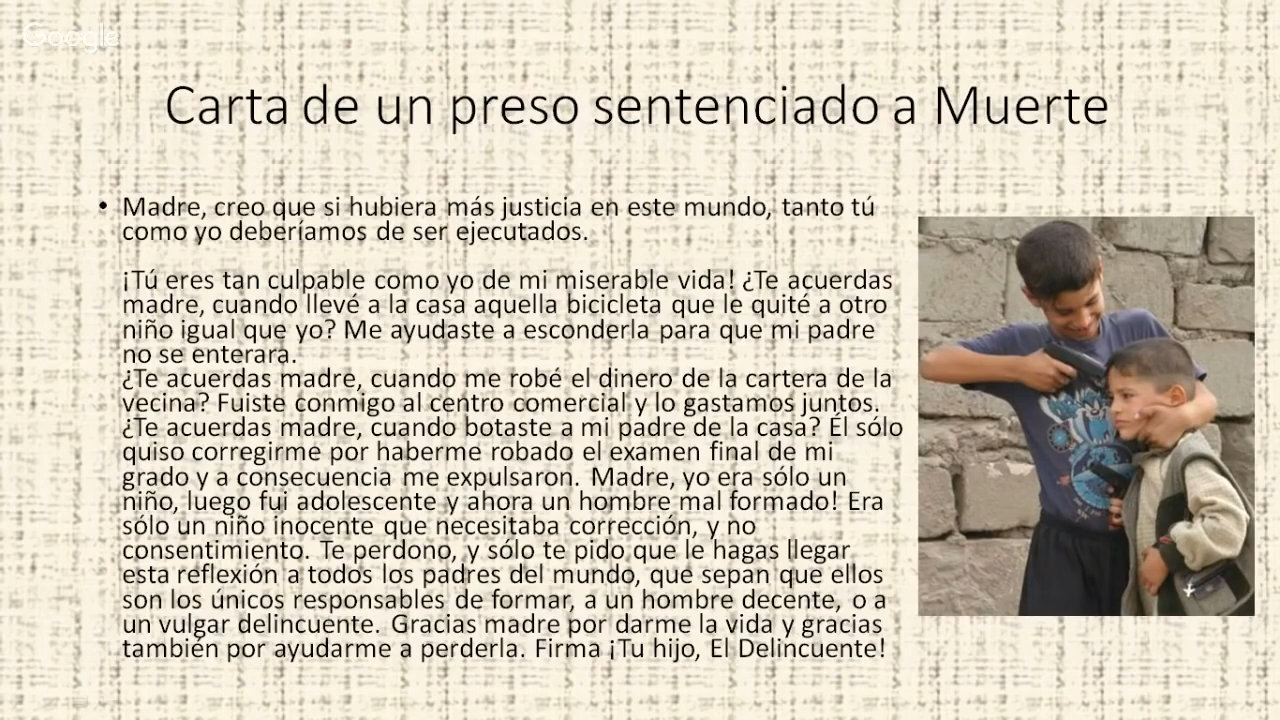 Google
Carta de un preso sentenciado a Muerte
• Madre, creo que si hubiera más justicia en este mundo, tanto tú
como yo deberíamos de ser ejecutados.
¡Tú eres tan culpable como yo de mi miserable vida! ¿Te acuerdas
madre, cuando llevé a la casa aquella bicicleta que le quité a otro
niño igual que yo? Me ayudaste a esconderla para que mi padre
no se enterara.
¿Te acuerdas madre, cuando me robé el dinero de la cartera de la
vecina? Fuiste conmigo al centro comercial y lo gastamos juntos.
¿Te acuerdas madre, cuando botaste a mi padre de la casa? Él sólo
quiso corregirme por haberme robado el examen final de mi
grado y a consecuencia me expulsaron. Madre, yo era sólo un
niño, luego fui adolescente y ahora un hombre mal formado! Era
sólo un niño inocente que necesitaba corrección, y no
consentimiento. Te perdono, y sólo te pido que le hagas llegar
esta reflexión a todos los padres del mundo, que sepan que ellos
son los únicos responsables de formar, a un hombre decente, o a
un vulgar delincuente. Gracias madre por darme la vida y gracias
también por ayudarme a perderla. Firma ¡Tu hijo, El Delincuente!